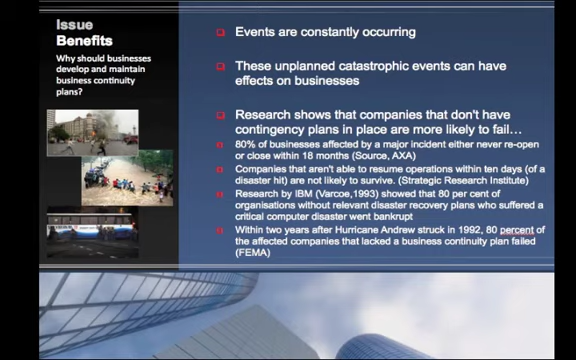 Issue
Benefits
Why should businesses
develop and maintain
business continuity
plans?
Events are constantly occurring
These unplanned catastrophic events can have
effects on businesses
Research shows that companies that don't have
contingency plans in place are more likely to fail…
80% of businesses affected by a major incident either never re-open
or close within 18 months (Source, AXA)
Companies that aren't able to resume operations within ten days (of a
disaster hit) are not likely to survive. (Strategic Research Institute)
Research by IBM (Varcoe,1993) showed that 80 per cent of
organisations without relevant disaster recovery plans who suffered a
critical computer disaster went bankrupt
Within two years after Hurricane Andrew struck in 1992, 80 percent of
the affected companies that lacked a business continuity plan failed
(FEMA)